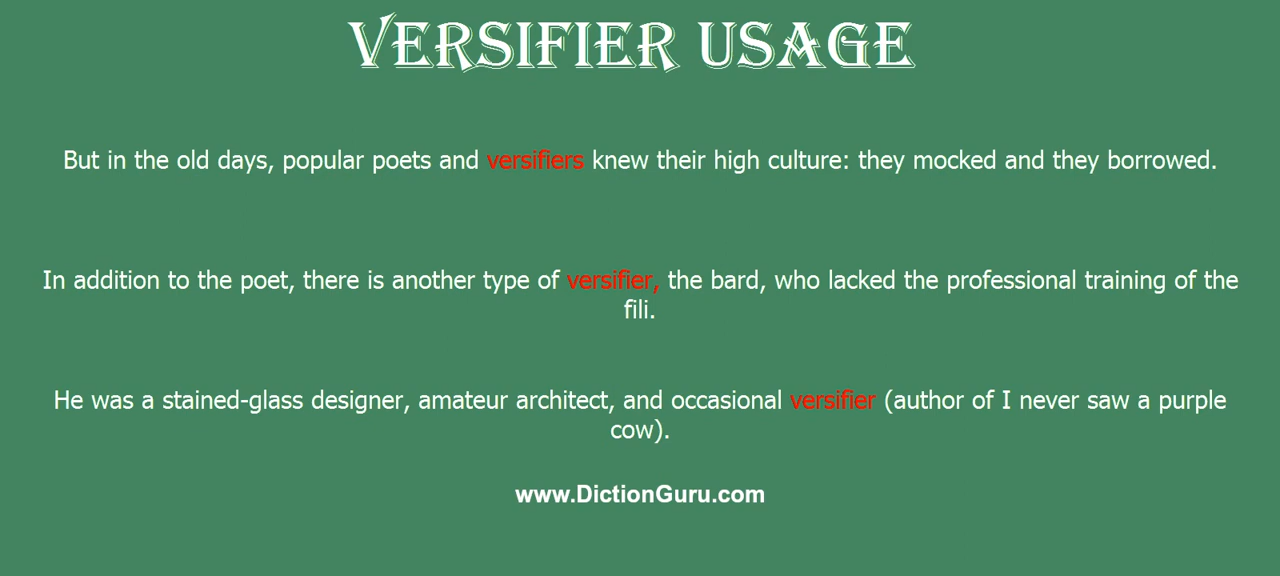 VERSIFIER USAGE
But in the old days, popular poets and versifiers knew their high culture: they mocked and they borrowed.
In addition to the poet, there is another type of versifier, the bard, who lacked the professional training of the
fili.
He was a stained-glass designer, amateur architect, and occasional versifier (author of I never saw a purple
cow).
www.DictionGuru.com